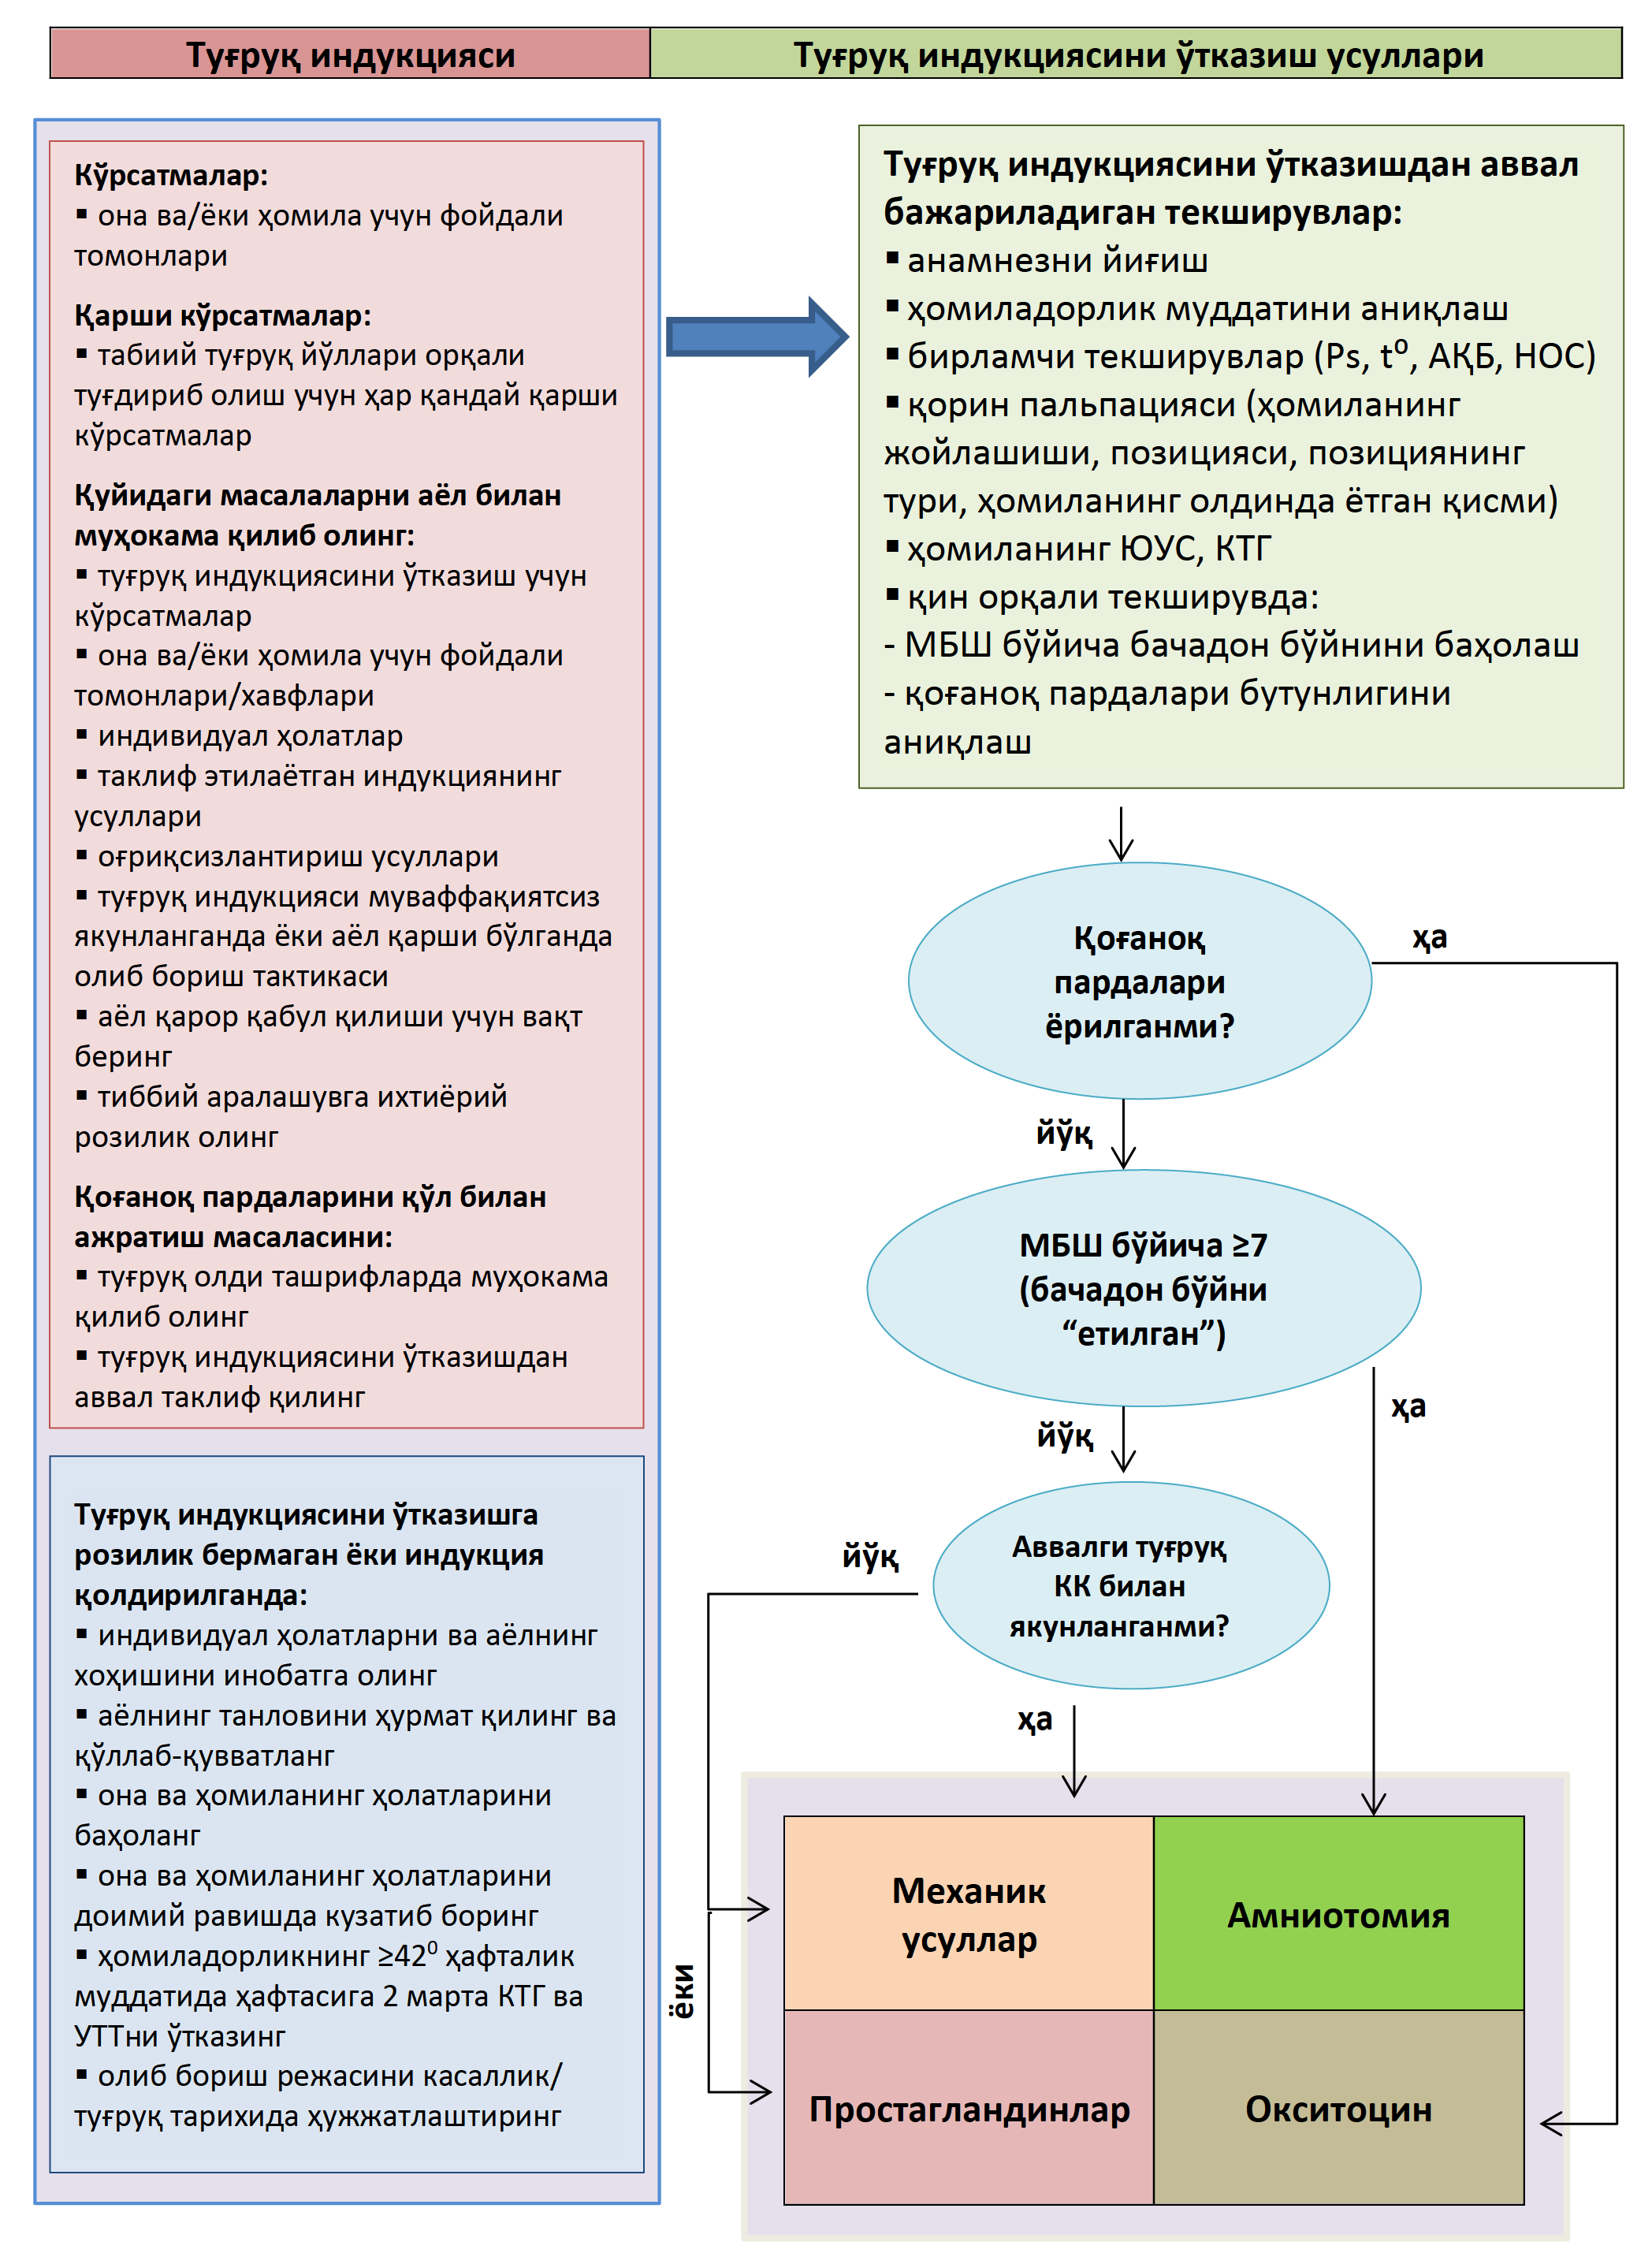 Туғруқ индукцияси
Туғруқ индукциясини ўтказиш усуллари
Кўрсатмалар:
▪ она ва/ёки ҳомила учун фойдали
томонлари
Қарши кўрсатмалар:
▪ табиий туғруқ йўллари орқали
туғдириб олиш учун ҳар қандай қарши
кўрсатмалар
Қуйидаги масалаларни аёл билан
муҳокама қилиб олинг:
▪ туғруқ индукциясини ўтказиш учун
кўрсатмалар
▪ она ва/ёки ҳомила учун фойдали
томонлари/хавфлари
▪ индивидуал ҳолатлар
▪ таклиф этилаётган индукциянинг
усуллари
▪ оғриқсизлантириш усуллари
▪ туғруқ индукцияси муваффақиятсиз
якунланганда ёки аёл қарши бўлганда
олиб бориш тактикаси
▪ аёл қарор қабул қилиши учун вақт
беринг
▪ тиббий аралашувга ихтиёрий
розилик олинг
Қоғаноқ пардаларини қўл билан
ажратиш масаласини:
▪ туғруқ олди ташрифларда муҳокама
қилиб олинг
▪ туғруқ индукциясини ўтказишдан
аввал таклиф қилинг
Туғруқ индукциясини ўтказишга
розилик бермаган ёки индукция
қолдирилганда:
▪ индивидуал ҳолатларни ва аёлнинг
хоҳишини инобатга олинг
▪ аёлнинг танловини ҳурмат қилинг ва
қўллаб-қувватланг
▪ она ва ҳомиланинг ҳолатларини
баҳоланг
▪ она ва ҳомиланинг ҳолатларини
доимий равишда кузатиб боринг
▪ ҳомиладорликнинг ≥42⁰ ҳафталик
муддатида ҳафтасига 2 марта КТГ ва
УТТни ўтказинг
▪ олиб бориш режасини касаллик/
туғруқ тарихида ҳужжатлаштиринг
Туғруқ индукциясини ўтказишдан аввал
бажариладиган текширувлар:
▪ анамнезни йиғиш
▪ ҳомиладорлик муддатини аниқлаш
▪ бирламчи текширувлар (Ps, t⁰, АҚБ, НОС)
▪ қорин пальпацияси (ҳомиланинг
жойлашиши, позицияси, позициянинг
тури, ҳомиланинг олдинда ётган қисми)
▪ ҳомиланинг ЮУС, КТГ
▪ қин орқали текширувда:
- МБШ бўйича бачадон бўйнини баҳолаш
- қоғаноқ пардалари бутунлигини
аниқлаш
Қоғаноқ
пардалари
ёрилганми?
ҳа
йўқ
МБШ бўйича ≥7
(бачадон бўйни
“етилган”)
ҳа
йўқ
Аввалги туғруқ
КК билан
якунланганми?
йўқ
ҳа
ёки
Механик
усуллар
Амниотомия
Простагландинлар
Окситоцин